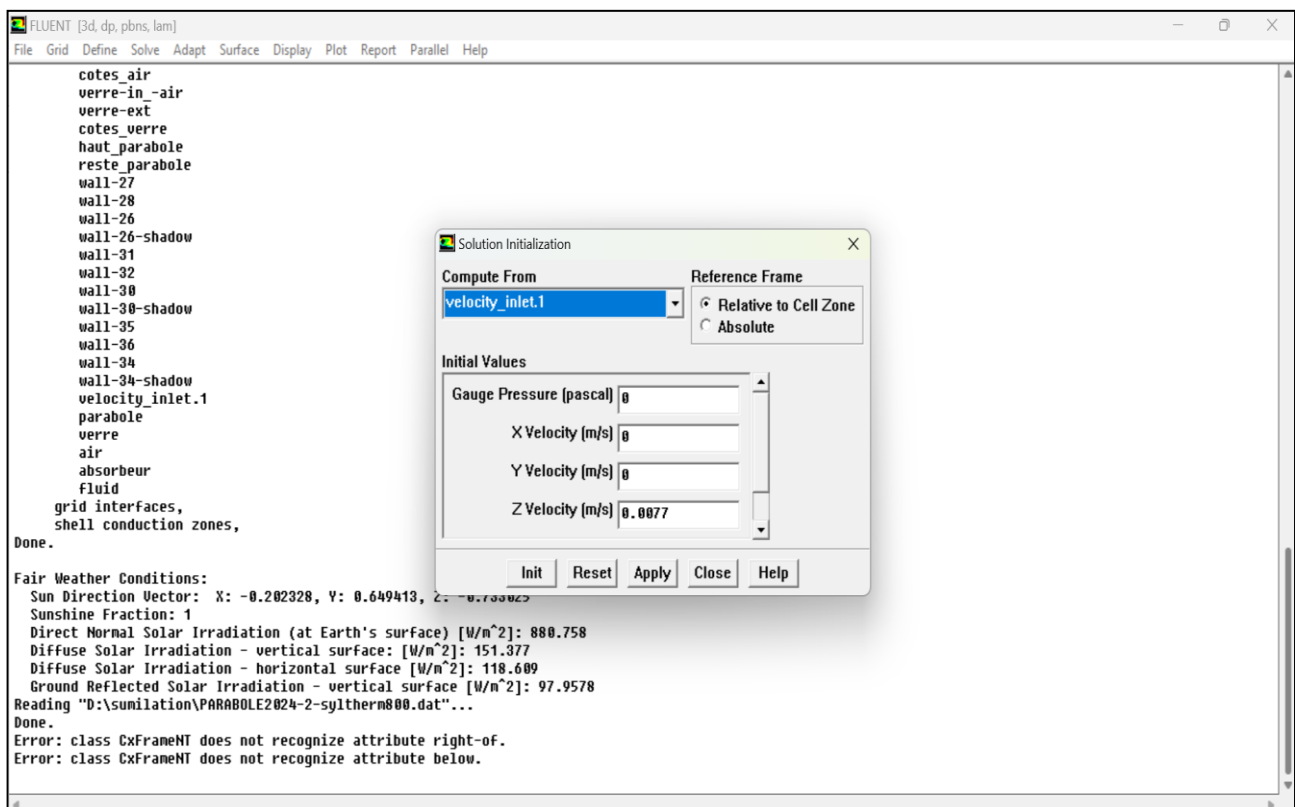 FLUENT [3d, dp, pbns, lam]
File Grid Define Solve Adapt Surface Display Plot Report Parallel Help
cotes_air
verre-in_-air
verre-ext
cotes_verre
haut_parabole
reste_parabole
wall-27
wall-28
wall-26
wall-26-shadow
wall-31
wall-32
wall-30
wall-30-shadow
wall-35
wall-36
wall-34
wall-34-shadow
velocity_inlet.1
parabole
verre
air
absorbeur
fluid
grid interfaces,
shell conduction zones,
Done.
Fair Weather Conditions:
Sun Direction Vector: X: -0.202328, Y: 0.649413, Z: -0.733025
Sunshine Fraction: 1
Direct Normal Solar Irradiation (at Earth's surface) [W/m^2]: 880.758
Diffuse Solar Irradiation - vertical surface: [W/m^2]: 151.377
Diffuse Solar Irradiation - horizontal surface [W/m^2]: 118.609
Ground Reflected Solar Irradiation - vertical surface [W/m^2]: 97.9578
Reading "D:\sumilation\PARABOLE2024-2-syltherm800.dat"...
Done.
Error: class CxFrameNT does not recognize attribute right-of.
Error: class CxFrameNT does not recognize attribute below.
Solution Initialization
Compute From
velocity_inlet.1
Reference Frame
Relative to Cell Zone
Absolute
Initial Values
Gauge Pressure (pascal) 0
X Velocity (m/s) 0
Y Velocity (m/s) 0
Z Velocity (m/s) 0.0077
Init Reset Apply Close Help